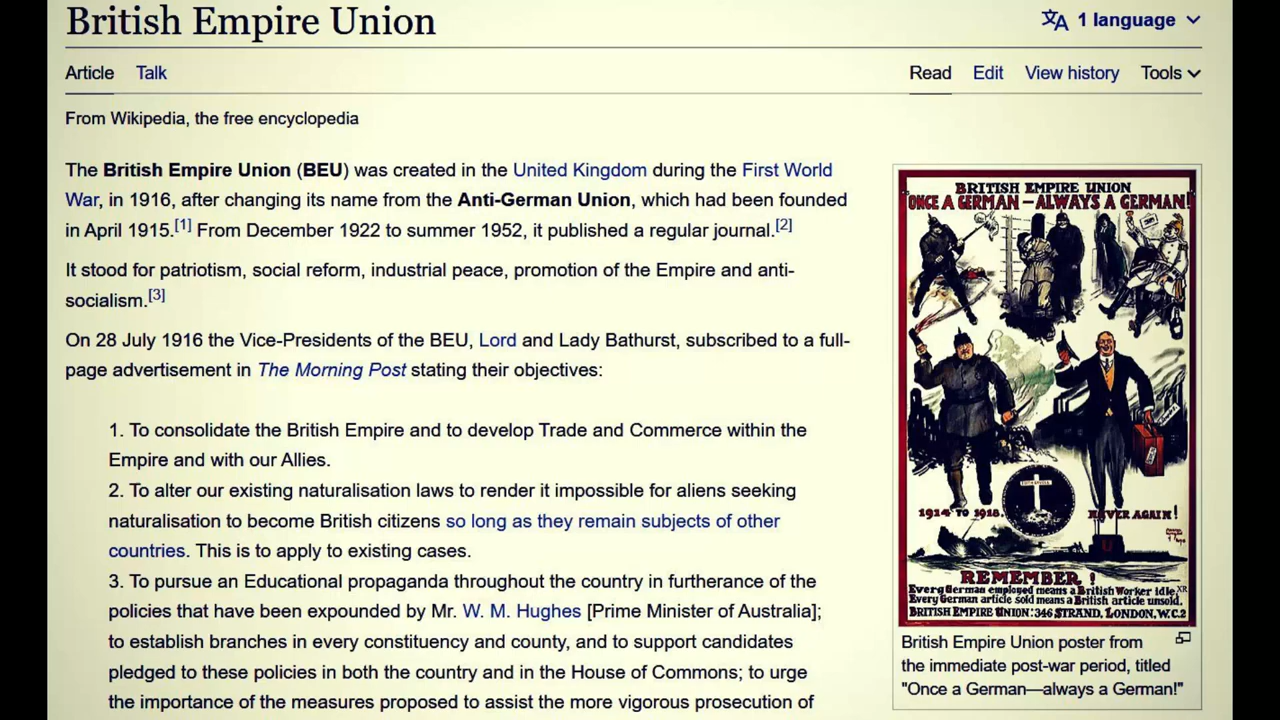 British Empire Union
1 language
Article Talk
Read Edit View history Tools
From Wikipedia, the free encyclopedia
The British Empire Union (BEU) was created in the United Kingdom during the First World
War, in 1916, after changing its name from the Anti-German Union, which had been founded
in April 1915.[1] From December 1922 to summer 1952, it published a regular journal.[2]
It stood for patriotism, social reform, industrial peace, promotion of the Empire and anti-
socialism.[3]
On 28 July 1916 the Vice-Presidents of the BEU, Lord and Lady Bathurst, subscribed to a full-
page advertisement in The Morning Post stating their objectives:
1. To consolidate the British Empire and to develop Trade and Commerce within the
Empire and with our Allies.
2. To alter our existing naturalisation laws to render it impossible for aliens seeking
naturalisation to become British citizens so long as they remain subjects of other
countries. This is to apply to existing cases.
3. To pursue an Educational propaganda throughout the country in furtherance of the
policies that have been expounded by Mr. W. M. Hughes [Prime Minister of Australia];
to establish branches in every constituency and county, and to support candidates
pledged to these policies in both the country and in the House of Commons; to urge
the importance of the measures proposed to assist the more vigorous prosecution of
BRITISH EMPIRE UNION
ONCE A GERMAN—ALWAYS A GERMAN!
1914 TO 1918.
NEVER AGAIN!
REMEMBER!
Every German employed means a British Worker idle.
Every German article sold means a British article unsold.
BRITISH EMPIRE UNION: 346 STRAND, LONDON, W.C.2
British Empire Union poster from
the immediate post-war period, titled
"Once a German—always a German!"